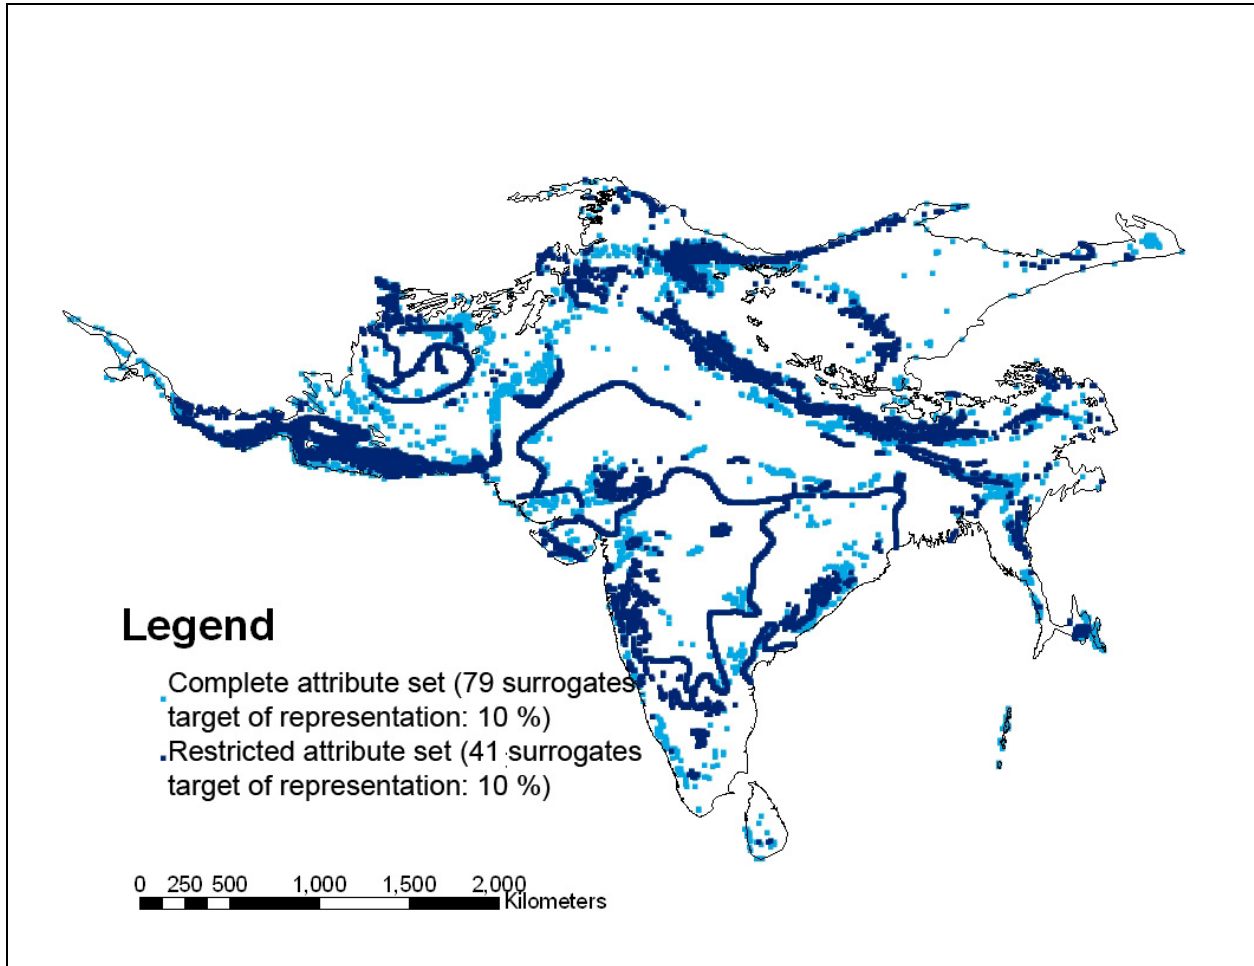 Legend
Complete attribute set (79 surrogates
target of representation: 10 %)
Restricted attribute set (41 surrogates
target of representation: 10 %)
0 250 500 1,000 1,500 2,000
Kilometers